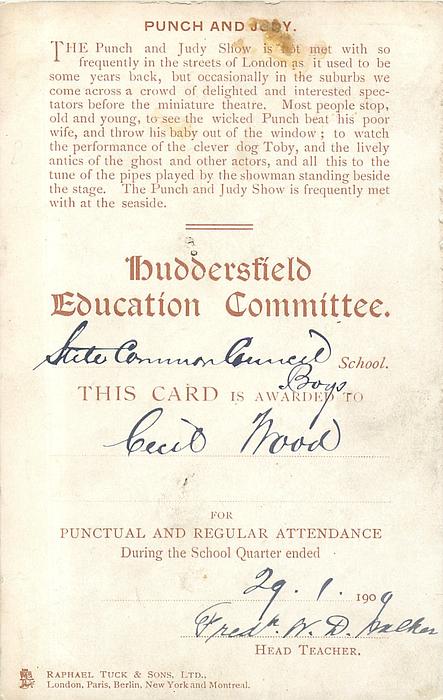 PUNCH AND JUDY.
THE Punch and Judy Show is not met with so
frequently in the streets of London as it used to be
some years back, but occasionally in the suburbs we
come across a crowd of delighted and interested spec-
tators before the miniature theatre. Most people stop,
old and young, to see the wicked Punch beat his poor
wife, and throw his baby out of the window; to watch
the performance of the clever dog Toby, and the lively
antics of the ghost and other actors, and all this to the
tune of the pipes played by the showman standing beside
the stage. The Punch and Judy Show is frequently met
with at the seaside.
Huddersfield
Education Committee.
Common Council School.
Boys
THIS CARD IS AWARDED TO
Cecil Wood
FOR
PUNCTUAL AND REGULAR ATTENDANCE
During the School Quarter ended
29. 1. 1909
Fredk. W. D. Walker
HEAD TEACHER.
RAPHAEL TUCK & SONS, LTD.,
London, Paris, Berlin, New York and Montreal.